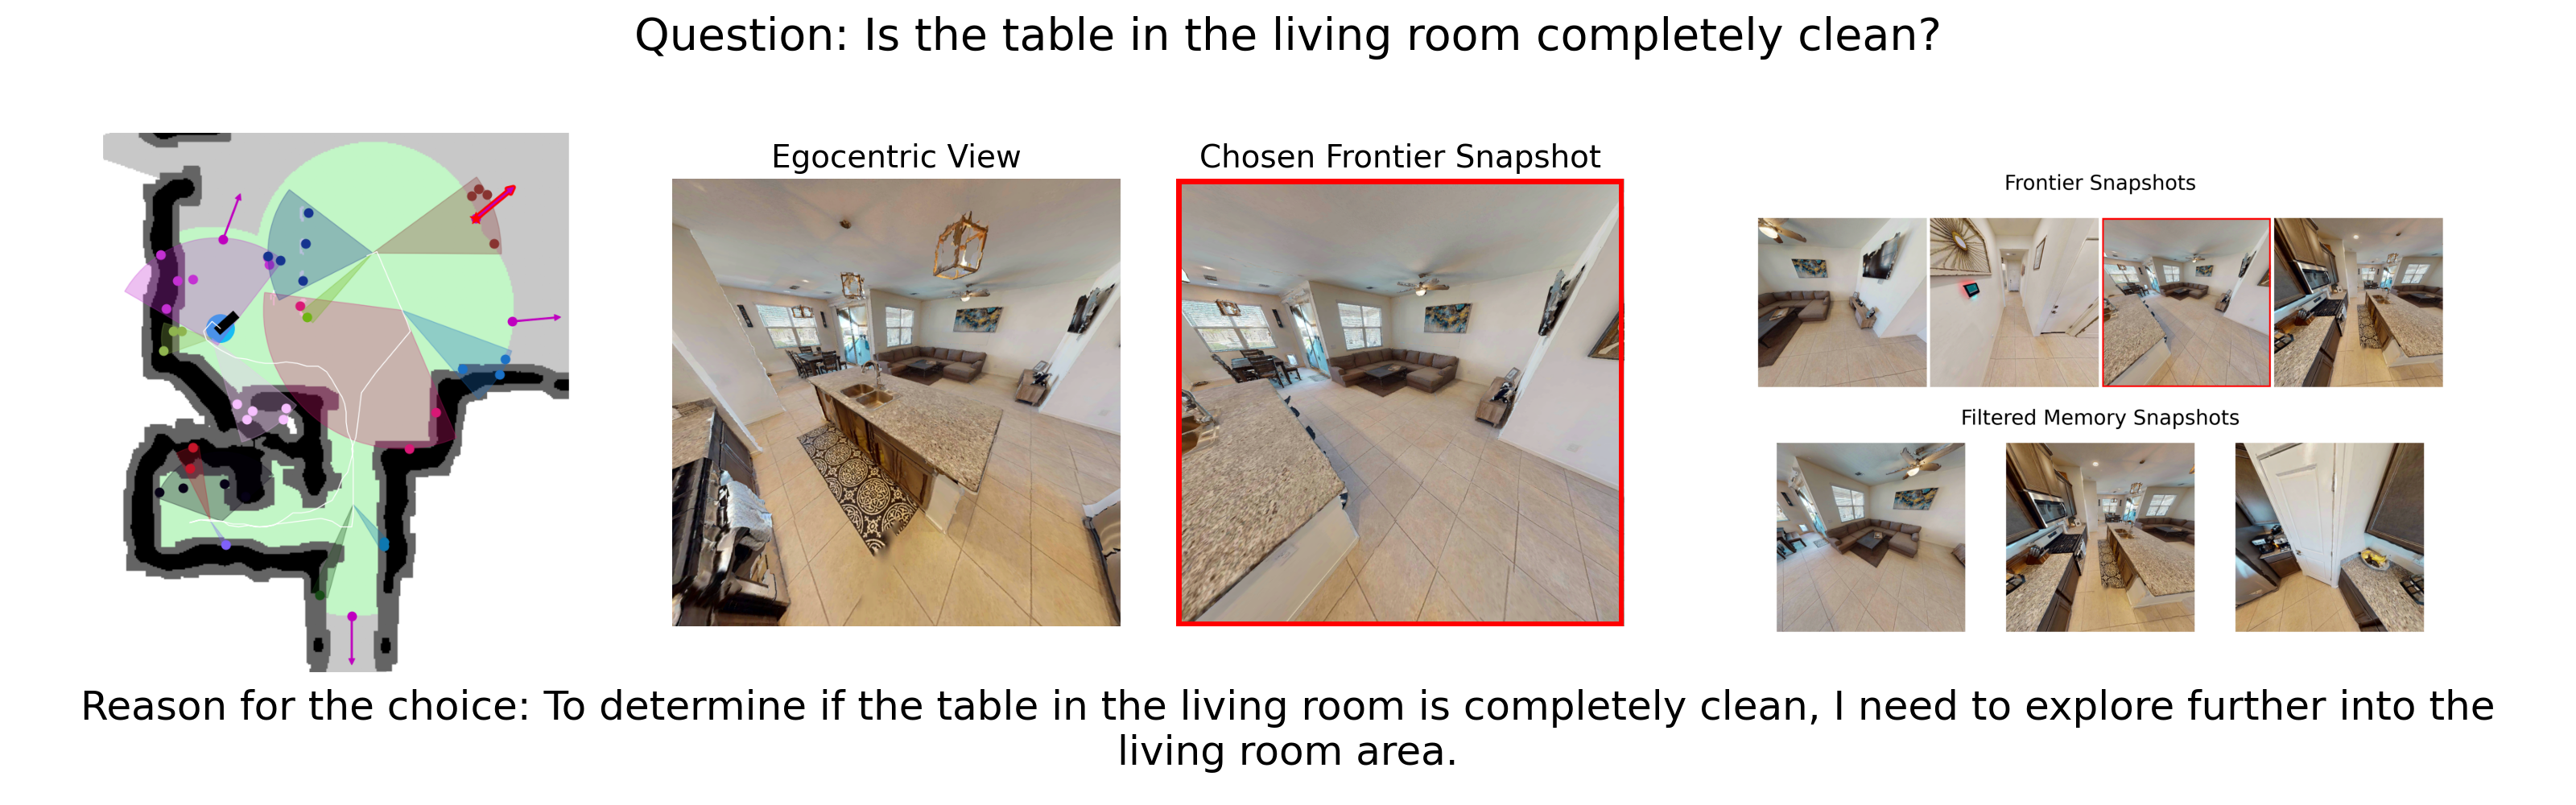 Question: Is the table in the living room completely clean?
Egocentric View
Chosen Frontier Snapshot
Frontier Snapshots
Filtered Memory Snapshots
Reason for the choice: To determine if the table in the living room is completely clean, I need to explore further into the
living room area.